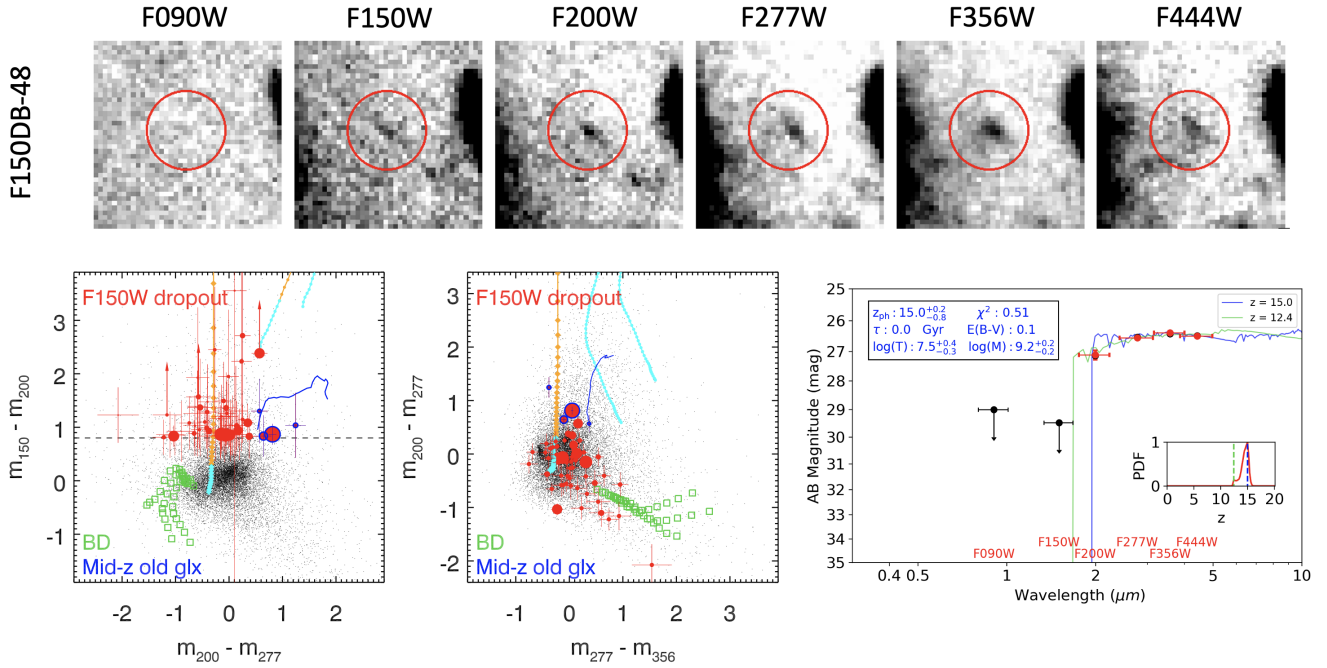 F090W F150W F200W F277W F356W F444W
F150DB-48
F150W dropout
BD
Mid-z old glx
m150 - m200
3
2
1
0
-1
-2 -1 0 1 2
m200 - m277
F150W dropout
BD
Mid-z old glx
m200 - m277
3
2
1
0
-1
-2
-1 0 1 2 3
m277 - m356
zph : 15.0+0.2−0.8 χ2 : 0.51
τ : 0.0 Gyr E(B-V) : 0.1
log(T) : 7.5+0.4−0.3 log(M) : 9.2+0.2−0.2
z = 15.0
z = 12.4
AB Magnitude (mag)
25
26
27
29
30
31
32
33
34
35
PDF
1
0
0 5 10 15 20
z
F090W F150W F200W F277W F356W F444W
0.4 0.5 1 2 5 10
Wavelength (μm)